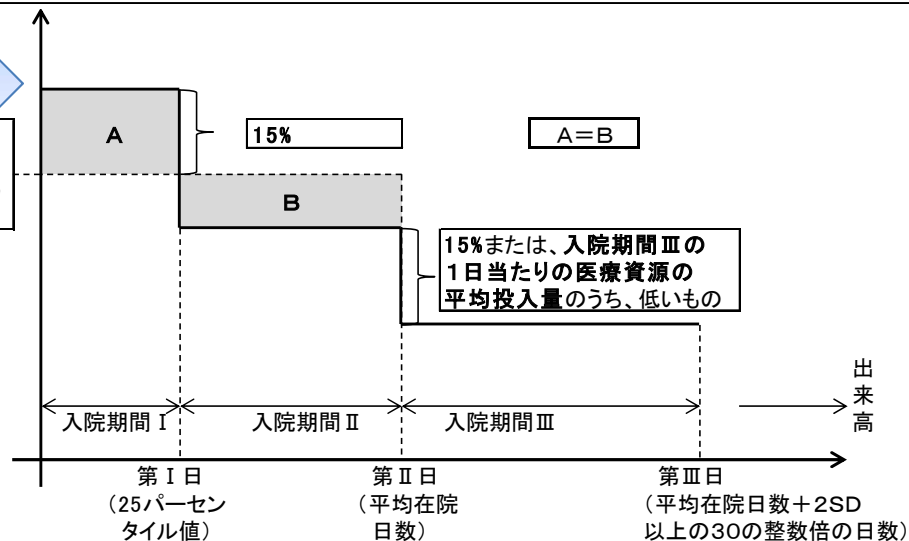 A
15%
A=B
B
15%または、入院期間Ⅲの
1日当たりの医療資源の
平均投入量のうち、低いもの
出
来
高
入院期間Ⅰ
入院期間Ⅱ
入院期間Ⅲ
第Ⅰ日
(25パーセン
タイル値)
第Ⅱ日
(平均在院
日数)
第Ⅲ日
(平均在院日数+2SD
以上の30の整数倍の日数)